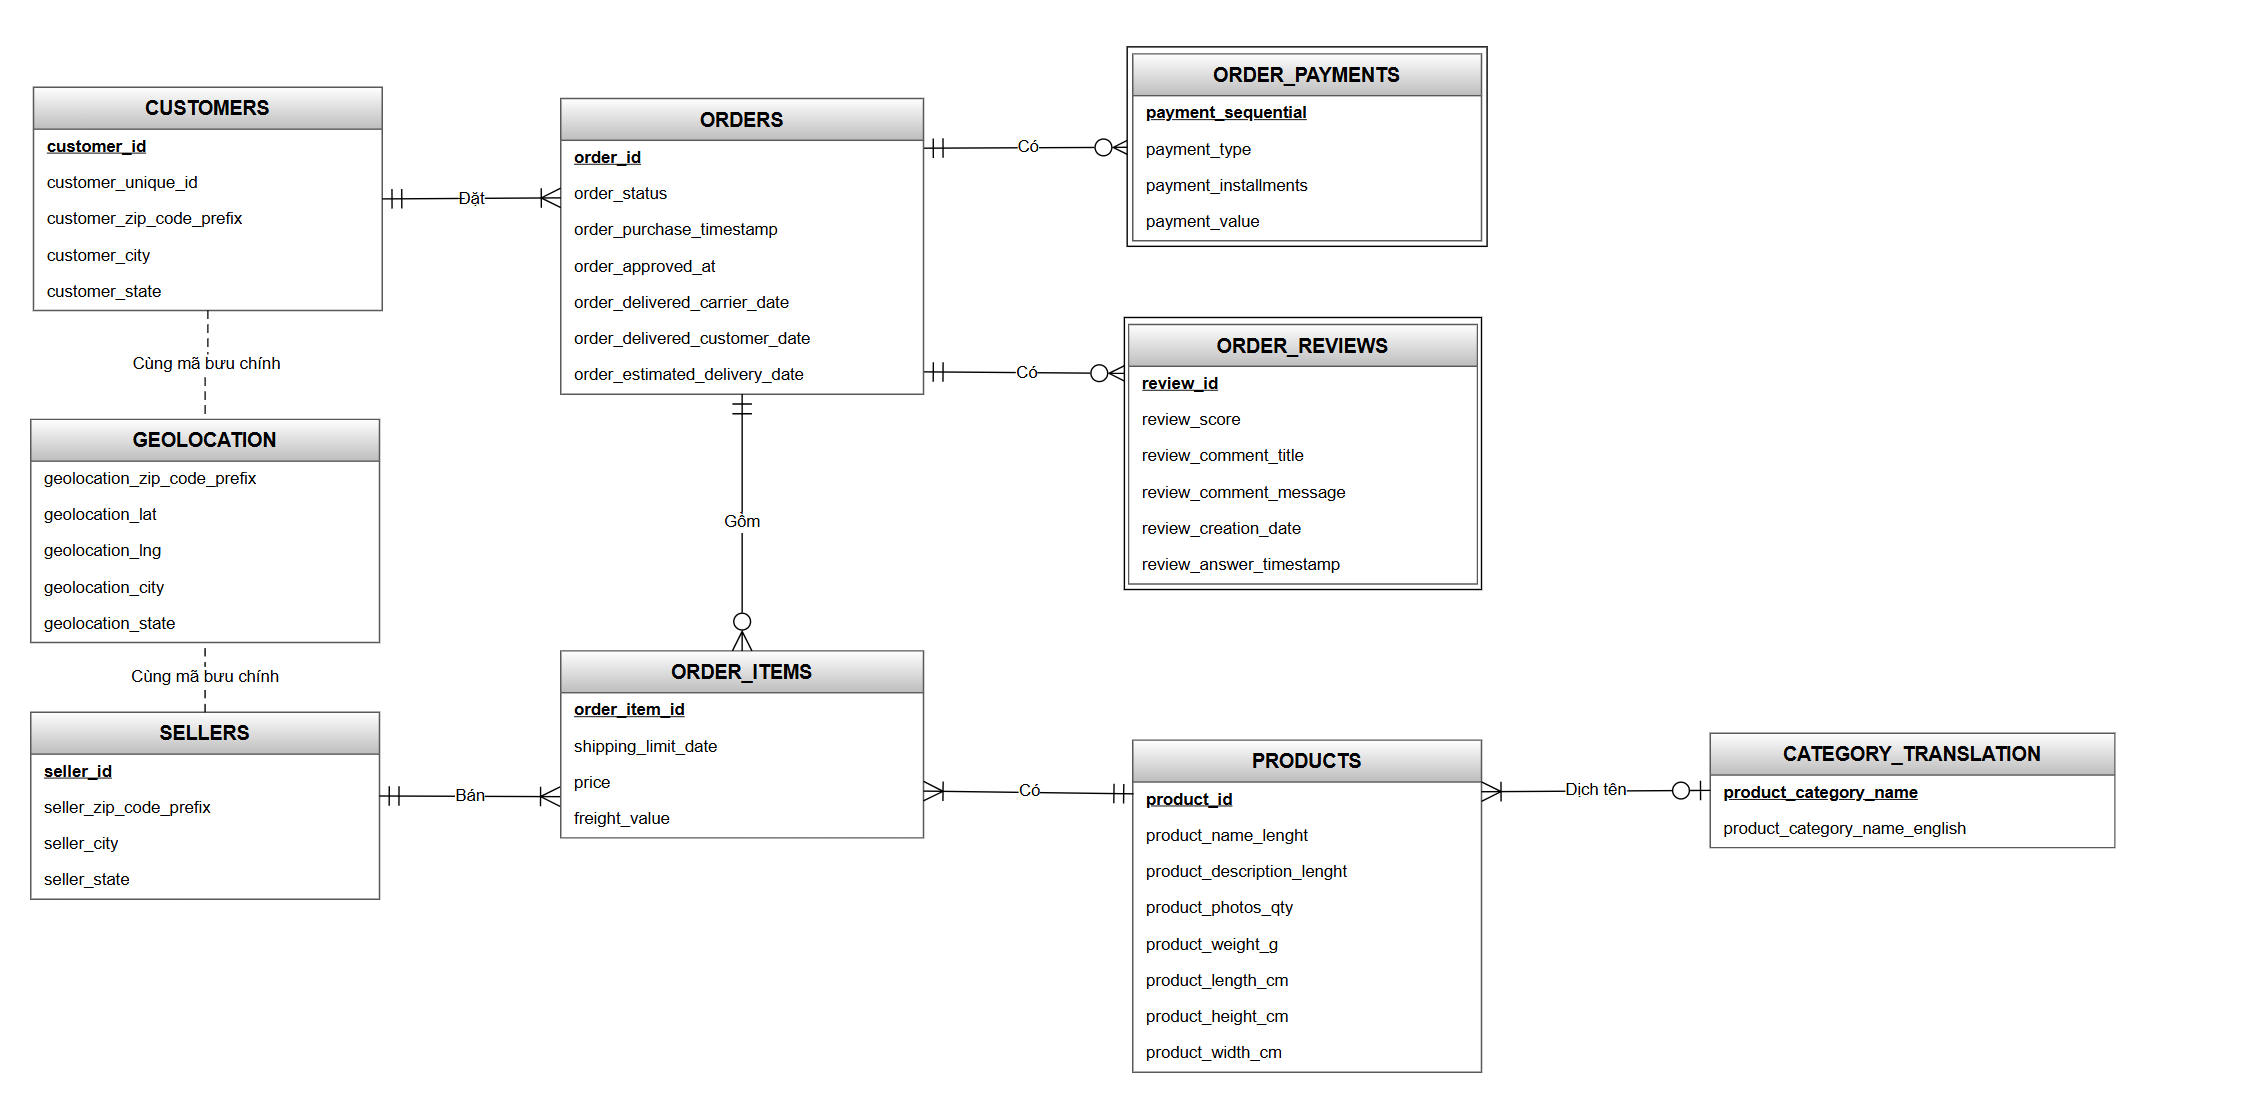 CUSTOMERS
customer_id
customer_unique_id
customer_zip_code_prefix
customer_city
customer_state
Đặt
ORDERS
order_id
order_status
order_purchase_timestamp
order_approved_at
order_delivered_carrier_date
order_delivered_customer_date
order_estimated_delivery_date
Có
ORDER_PAYMENTS
payment_sequential
payment_type
payment_installments
payment_value
Có
ORDER_REVIEWS
review_id
review_score
review_comment_title
review_comment_message
review_creation_date
review_answer_timestamp
Cùng mã bưu chính
GEOLOCATION
geolocation_zip_code_prefix
geolocation_lat
geolocation_lng
geolocation_city
geolocation_state
Gồm
Cùng mã bưu chính
SELLERS
seller_id
seller_zip_code_prefix
seller_city
seller_state
Bán
ORDER_ITEMS
order_item_id
shipping_limit_date
price
freight_value
Có
PRODUCTS
product_id
product_name_lenght
product_description_lenght
product_photos_qty
product_weight_g
product_length_cm
product_height_cm
product_width_cm
Dịch tên
CATEGORY_TRANSLATION
product_category_name
product_category_name_english